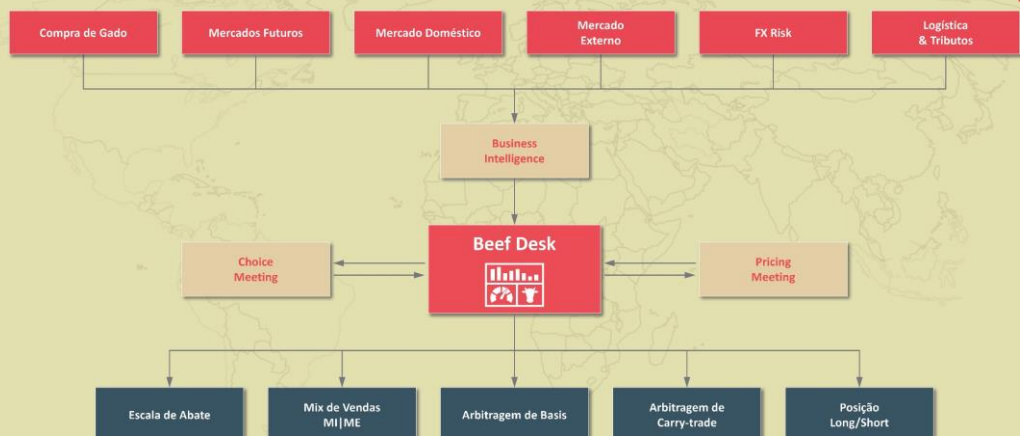 Compra de Gado
Mercados Futuros
Mercado Doméstico
Mercado
Externo
FX Risk
Logística
& Tributos
Business
Intelligence
Beef Desk
Choice
Meeting
Pricing
Meeting
Escala de Abate
Mix de Vendas
MI|ME
Arbitragem de Basis
Arbitragem de
Carry-trade
Posição
Long/Short